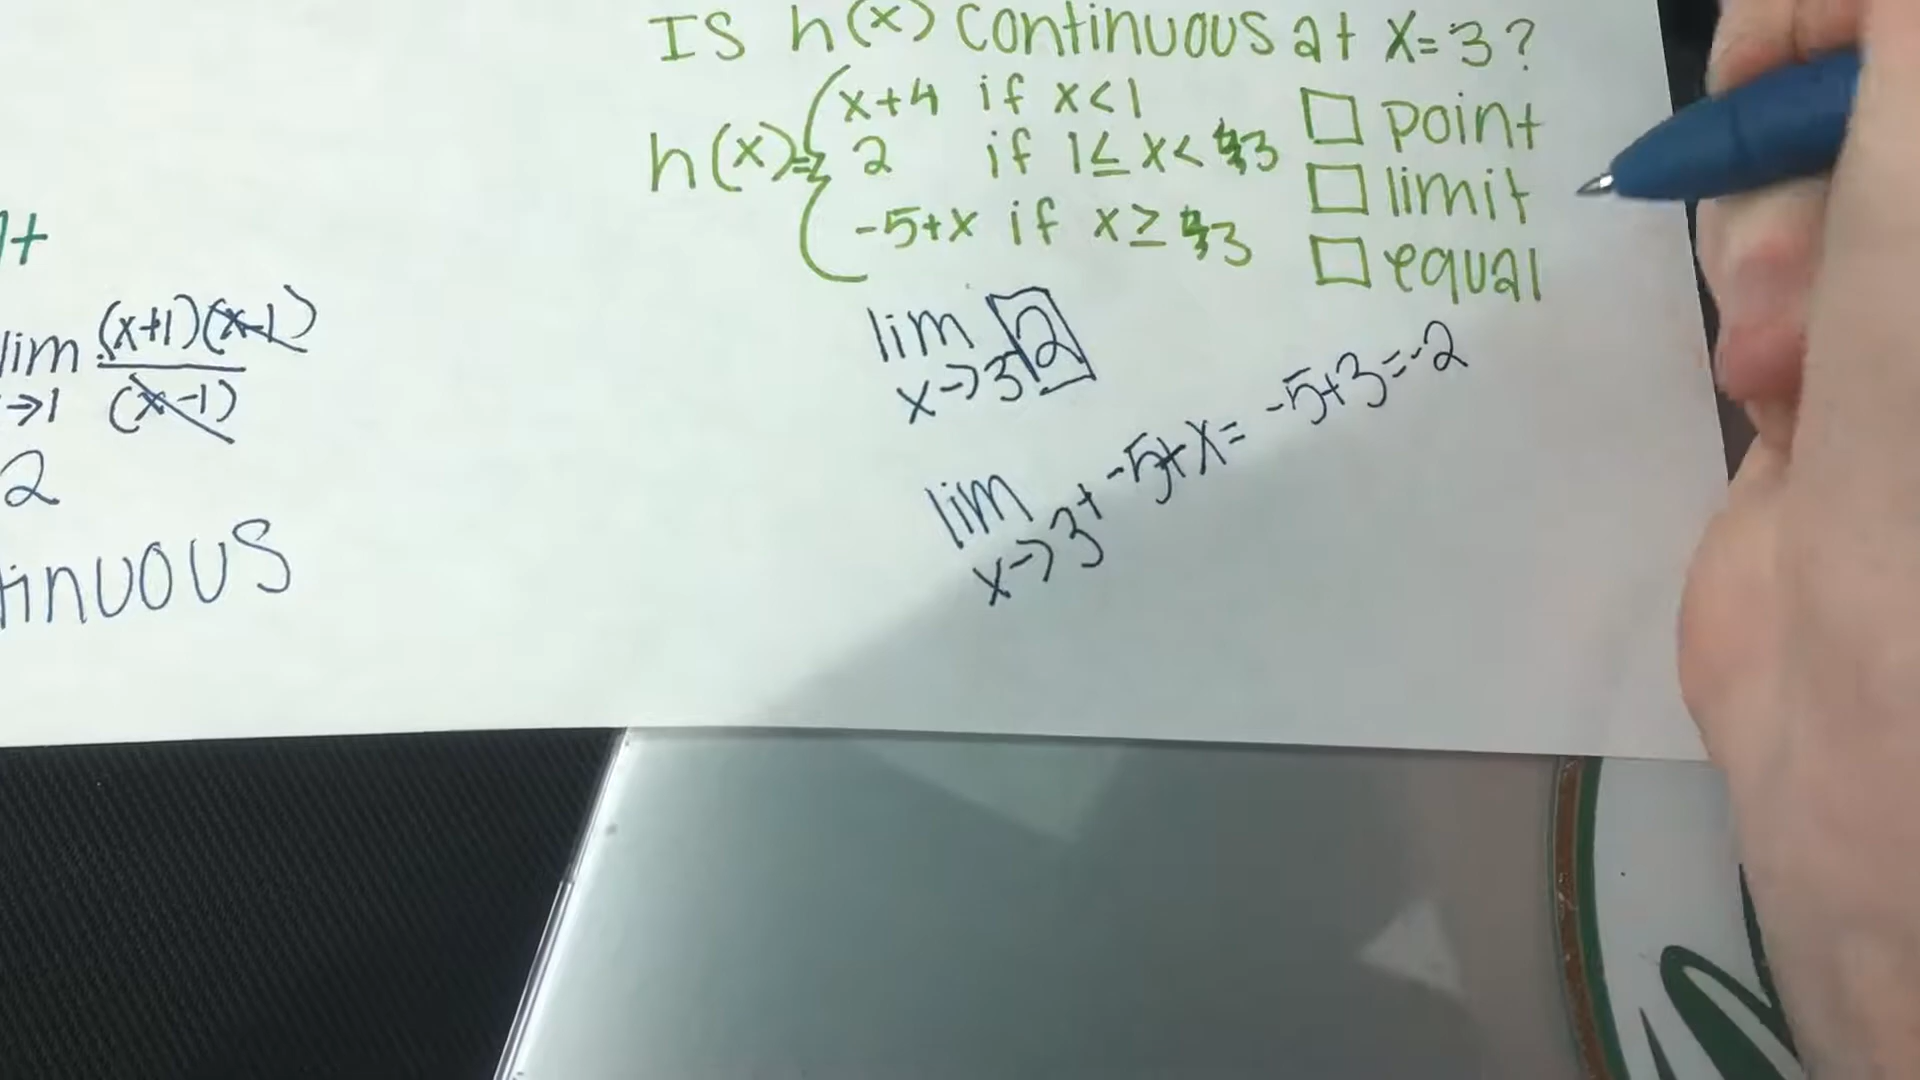 Is h(x) continuous at x=3?
h(x)= { x+4 if x<1
2 if 1≤x<3
-5+x if x≥3
□ point
□ limit
□ equal
lim x→3⁻ 2
lim x→3⁺ -5+x = -5+3=-2
lim →1 (x+1)(x-1)
(x-1)
2
tinuous